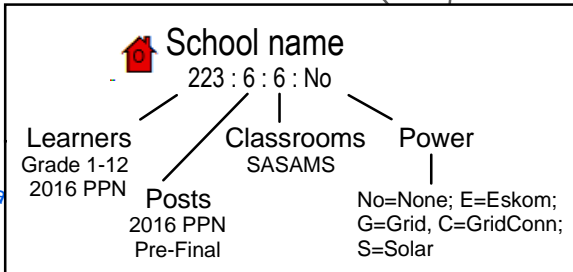 School name
223 : 6 : 6 : No
Learners
Grade 1-12
2016 PPN
Posts
2016 PPN
Pre-Final
Classrooms
SASAMS
Power
No=None; E=Eskom;
G=Grid, C=GridConn;
S=Solar